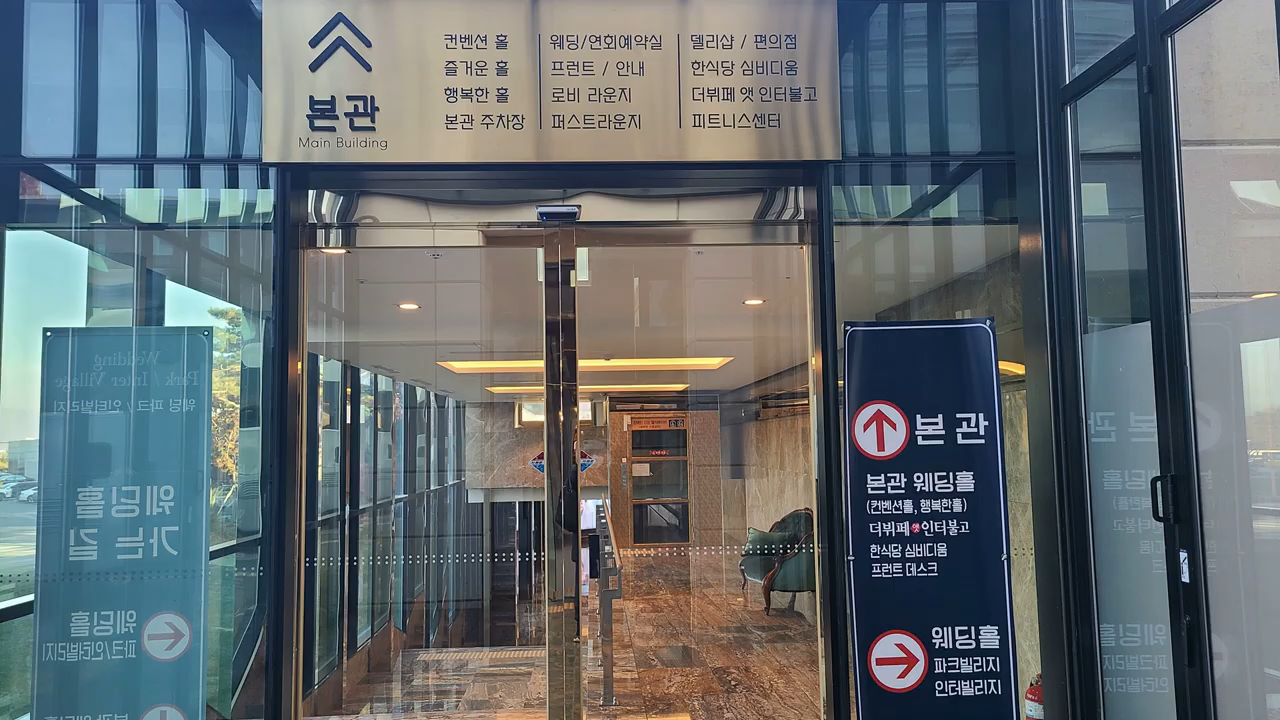 본관
Main Building
컨벤션 홀
즐거운 홀
행복한 홀
본관 주차장
웨딩/연회예약실
프런트 / 안내
로비 라운지
퍼스트라운지
델리샵 / 편의점
한식당 심비디움
더뷔페 앳 인터불고
피트니스센터
Wedding
Park / Inter Village
웨딩 파크 / 인터빌리지
웨딩홀
가는 길
웨딩홀
파크/인터빌리지
본관
본관
본관 웨딩홀
(컨벤션홀, 행복한홀)
더뷔페 앳 인터불고
한식당 심비디움
프런트 데스크
웨딩홀
파크빌리지
인터빌리지